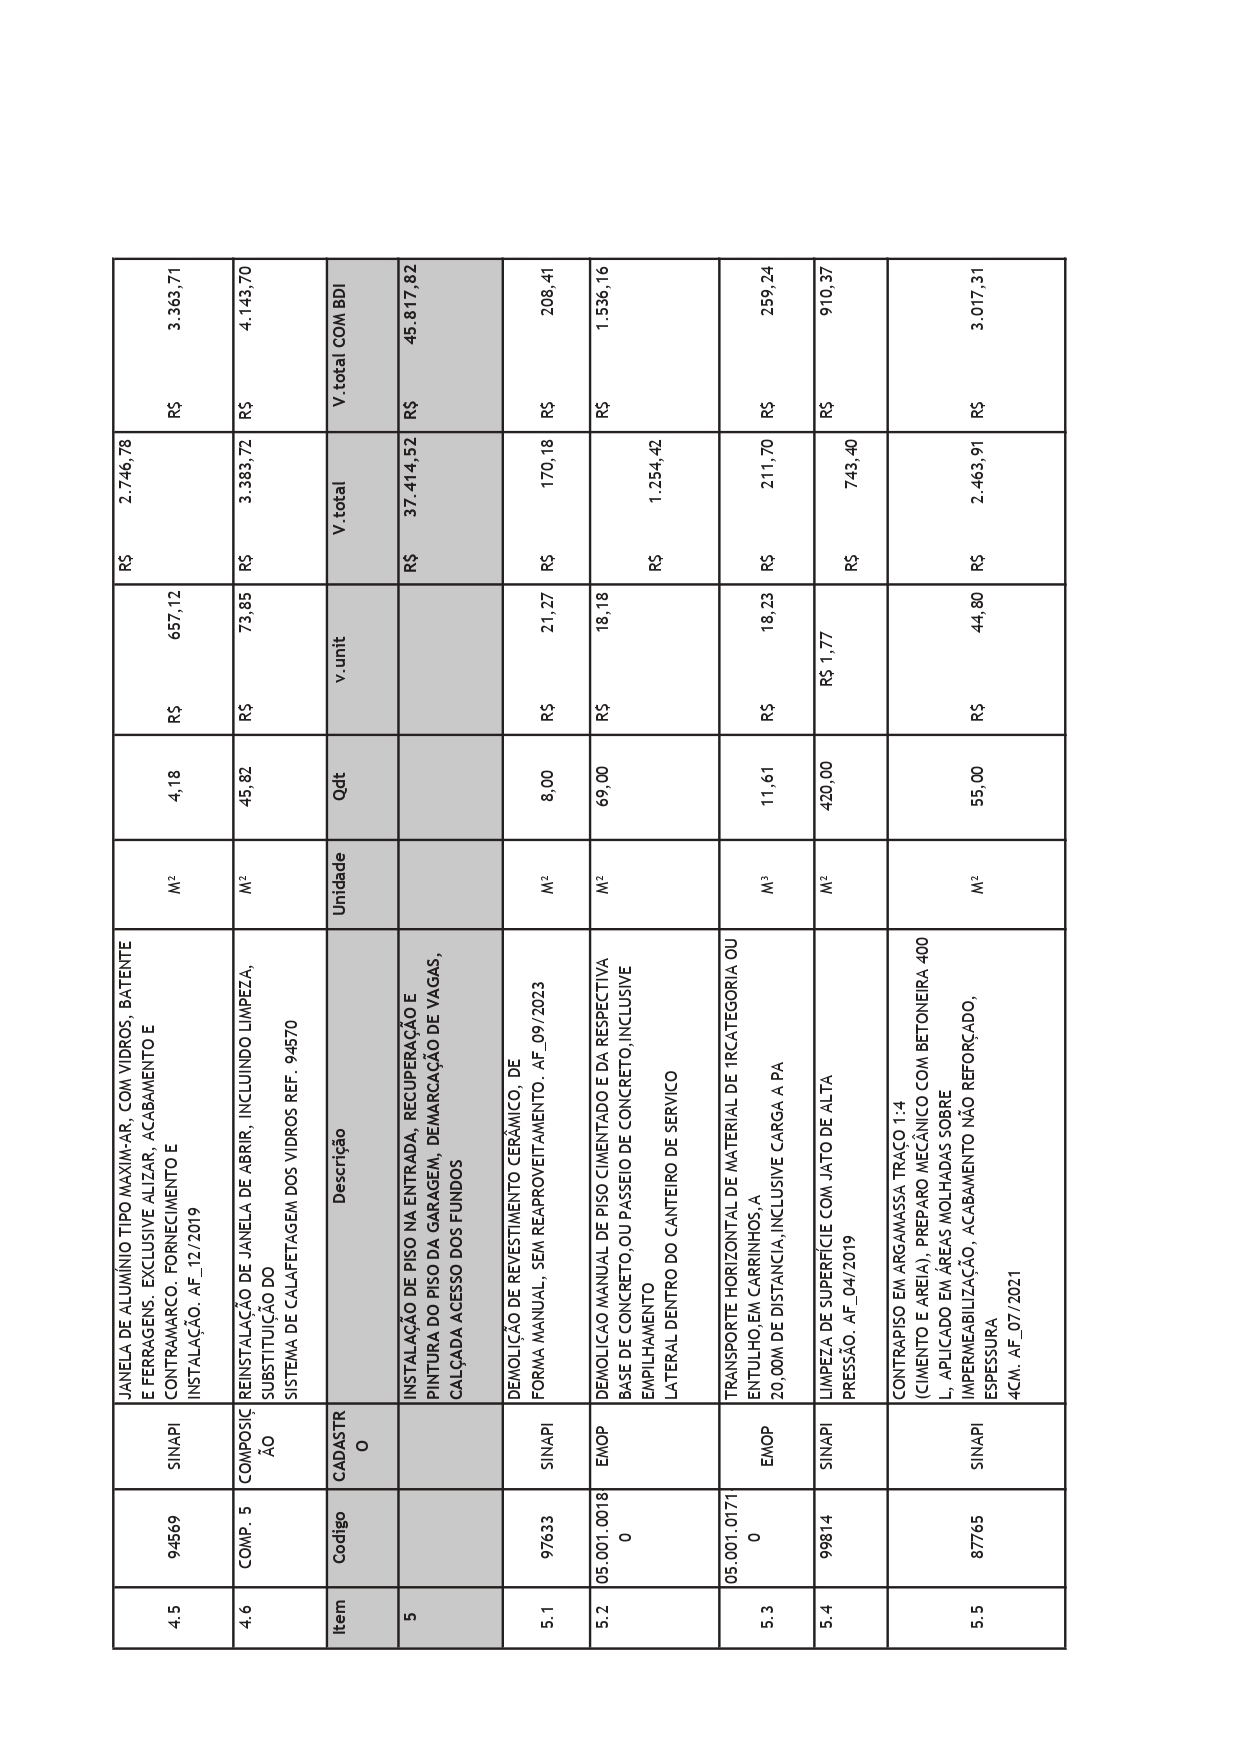 4.5 94569 SINAPI JANELA DE ALUMÍNIO TIPO MAXIM-AR, COM VIDROS, BATENTE
E FERRAGENS. EXCLUSIVE ALIZAR, ACABAMENTO E
CONTRAMARCO. FORNECIMENTO E
INSTALAÇÃO. AF_12/2019
M² 4,18 R$ 657,12 R$ 2.746,78 R$ 3.363,71
4.6 COMP. 5 COMPOSIÇ
ÃO
REINSTALAÇÃO DE JANELA DE ABRIR, INCLUINDO LIMPEZA,
SUBSTITUIÇÃO DO
SISTEMA DE CALAFETAGEM DOS VIDROS REF. 94570
M² 45,82 R$ 73,85 R$ 3.383,72 R$ 4.143,70
Item Codigo CADASTR
O
Descrição Unidade Qdt v.unit V.total V.total COM BDI
5 INSTALAÇÃO DE PISO NA ENTRADA, RECUPERAÇÃO E
PINTURA DO PISO DA GARAGEM, DEMARCAÇÃO DE VAGAS,
CALÇADA ACESSO DOS FUNDOS
R$ 37.414,52 R$ 45.817,82
5.1 97633 SINAPI DEMOLIÇÃO DE REVESTIMENTO CERÂMICO, DE
FORMA MANUAL, SEM REAPROVEITAMENTO. AF_09/2023
M² 8,00 R$ 21,27 R$ 170,18 R$ 208,41
5.2 05.001.0018
0
EMOP DEMOLICAO MANUAL DE PISO CIMENTADO E DA RESPECTIVA
BASE DE CONCRETO,OU PASSEIO DE CONCRETO,INCLUSIVE
EMPILHAMENTO
LATERAL DENTRO DO CANTEIRO DE SERVICO
M² 69,00 R$ 18,18 R$ 1.254,42 R$ 1.536,16
5.3 05.001.0171
0
EMOP TRANSPORTE HORIZONTAL DE MATERIAL DE 1RCATEGORIA OU
ENTULHO,EM CARRINHOS,A
20,00M DE DISTANCIA,INCLUSIVE CARGA A PA
M³ 11,61 R$ 18,23 R$ 211,70 R$ 259,24
5.4 99814 SINAPI LIMPEZA DE SUPERFÍCIE COM JATO DE ALTA
PRESSÃO. AF_04/2019
M² 420,00 R$ 1,77 R$ 743,40 R$ 910,37
5.5 87765 SINAPI CONTRAPISO EM ARGAMASSA TRAÇO 1:4
(CIMENTO E AREIA), PREPARO MECÂNICO COM BETONEIRA 400
L, APLICADO EM ÁREAS MOLHADAS SOBRE
IMPERMEABILIZAÇÃO, ACABAMENTO NÃO REFORÇADO,
ESPESSURA
4CM. AF_07/2021
M² 55,00 R$ 44,80 R$ 2.463,91 R$ 3.017,31